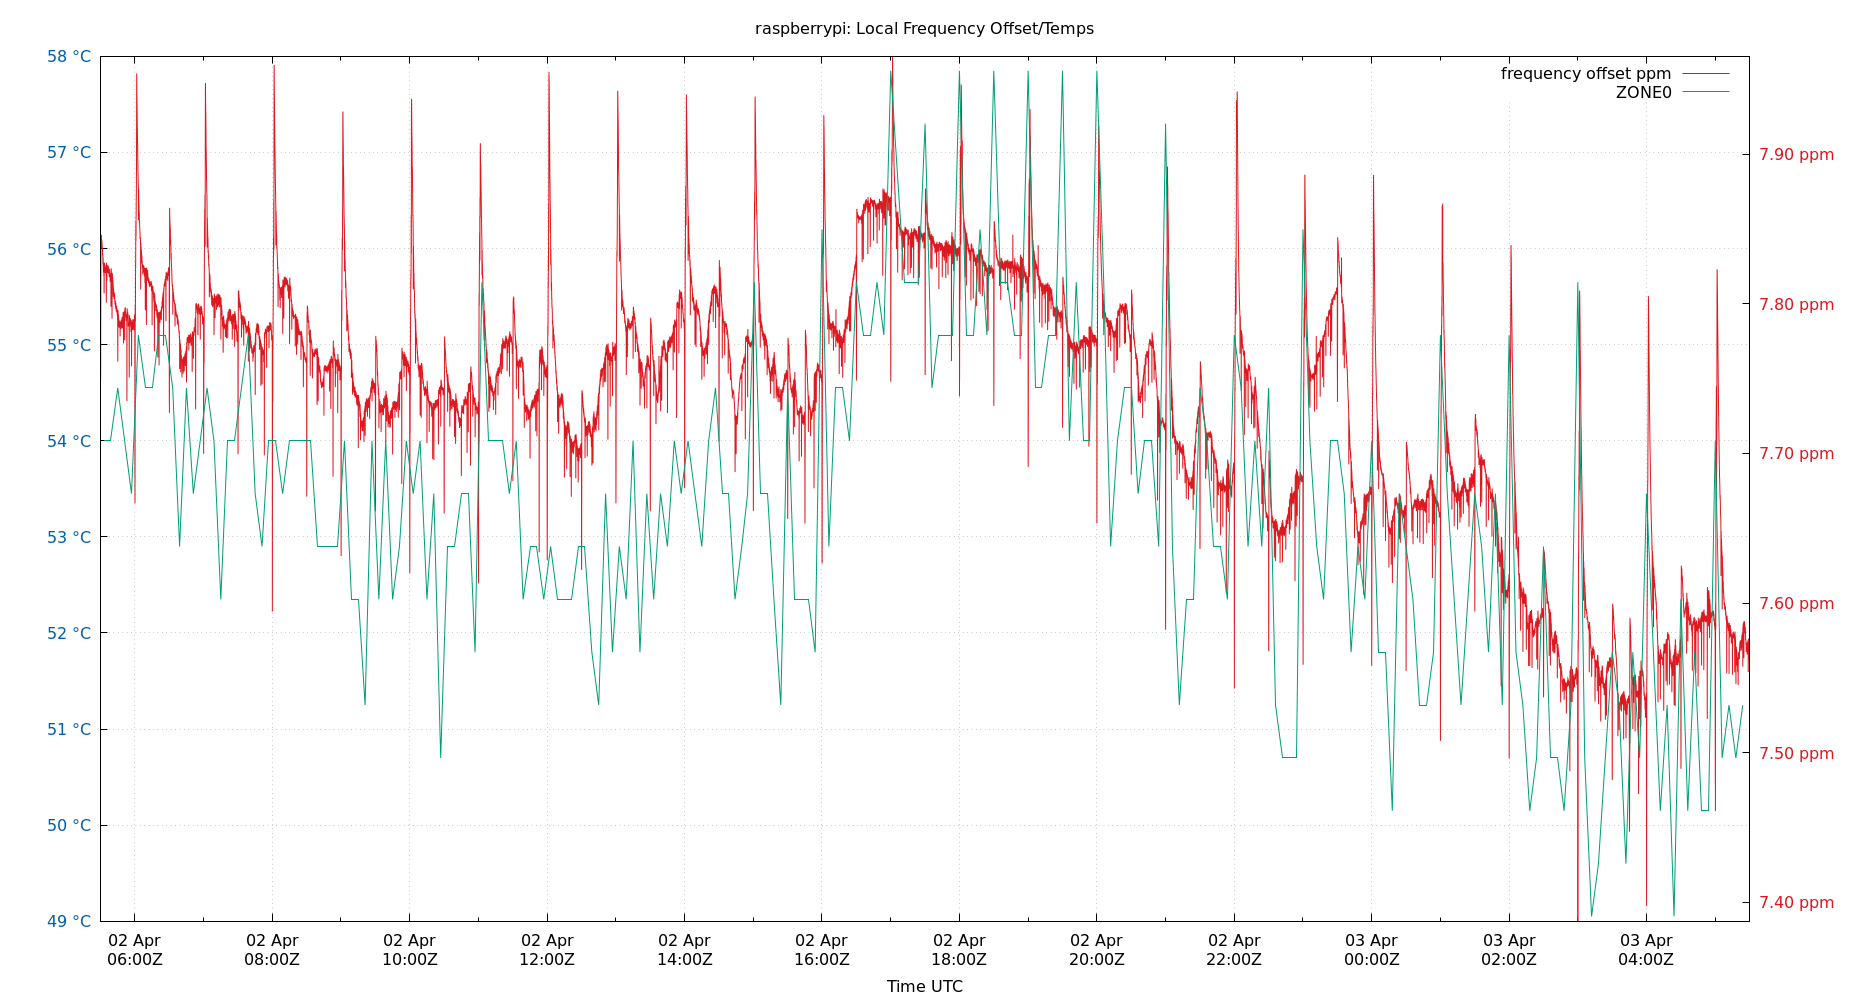 raspberrypi: Local Frequency Offset/Temps
58 °C
57 °C
56 °C
55 °C
54 °C
53 °C
52 °C
51 °C
50 °C
49 °C
frequency offset ppm
ZONE0
7.90 ppm
7.80 ppm
7.70 ppm
7.60 ppm
7.50 ppm
7.40 ppm
02 Apr 02 Apr 02 Apr 02 Apr 02 Apr 02 Apr 02 Apr 02 Apr 02 Apr 03 Apr 03 Apr 03 Apr
06:00Z 08:00Z 10:00Z 12:00Z 14:00Z 16:00Z 18:00Z 20:00Z 22:00Z 00:00Z 02:00Z 04:00Z
Time UTC